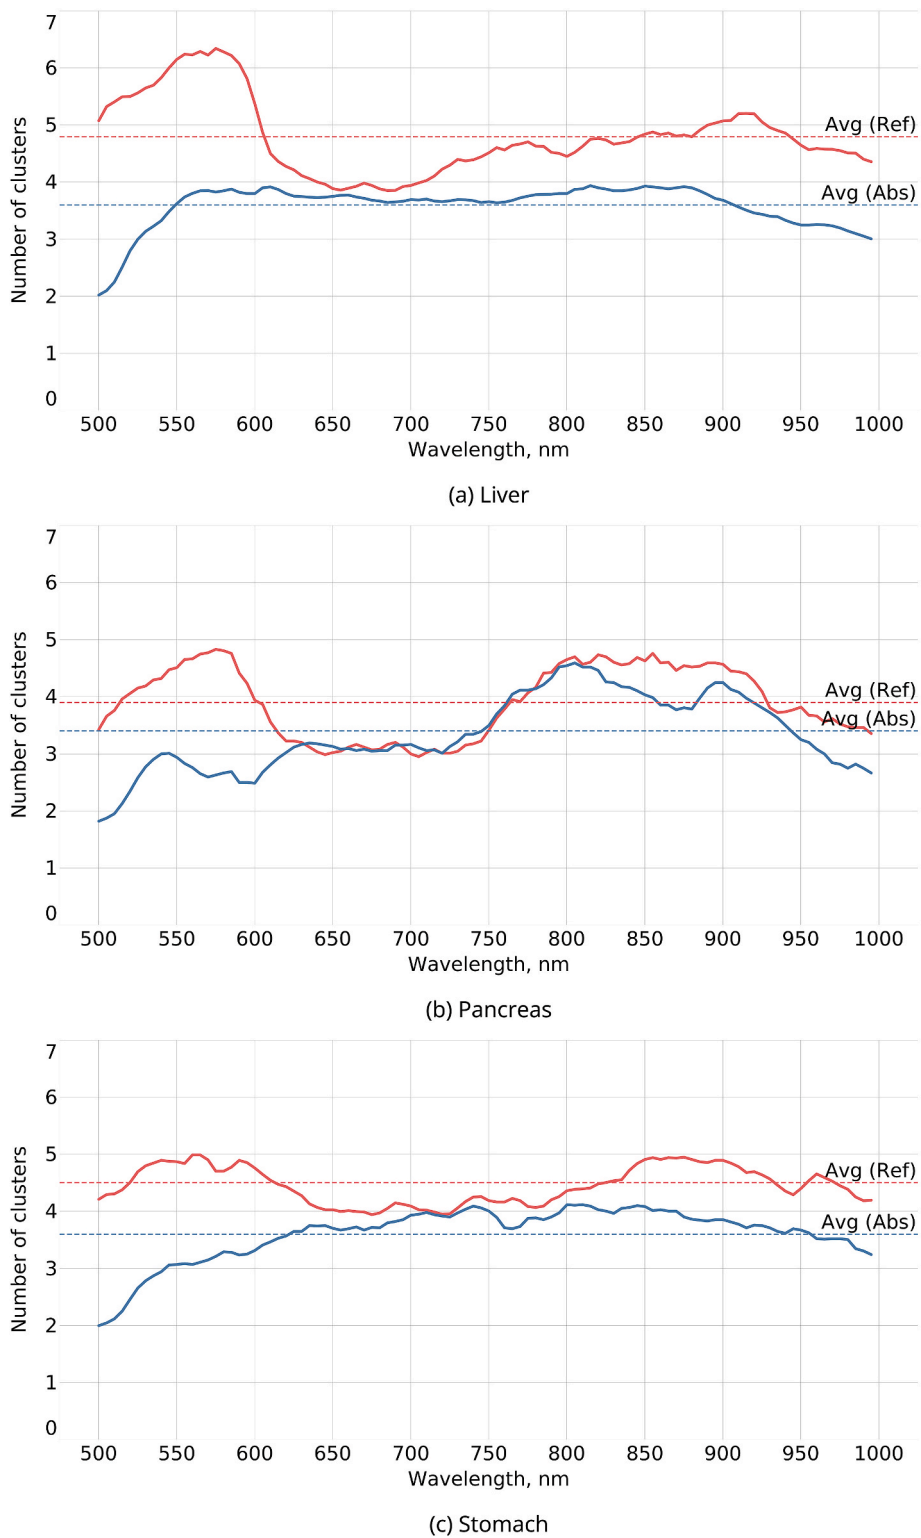 7
6
5
4
3
2
1
0
Number of clusters
Avg (Ref)
Avg (Abs)
500 550 600 650 700 750 800 850 900 950 1000
Wavelength, nm
(a) Liver
7
6
5
4
3
2
1
0
Number of clusters
Avg (Ref)
Avg (Abs)
500 550 600 650 700 750 800 850 900 950 1000
Wavelength, nm
(b) Pancreas
7
6
5
4
3
2
1
0
Number of clusters
Avg (Ref)
Avg (Abs)
500 550 600 650 700 750 800 850 900 950 1000
Wavelength, nm
(c) Stomach